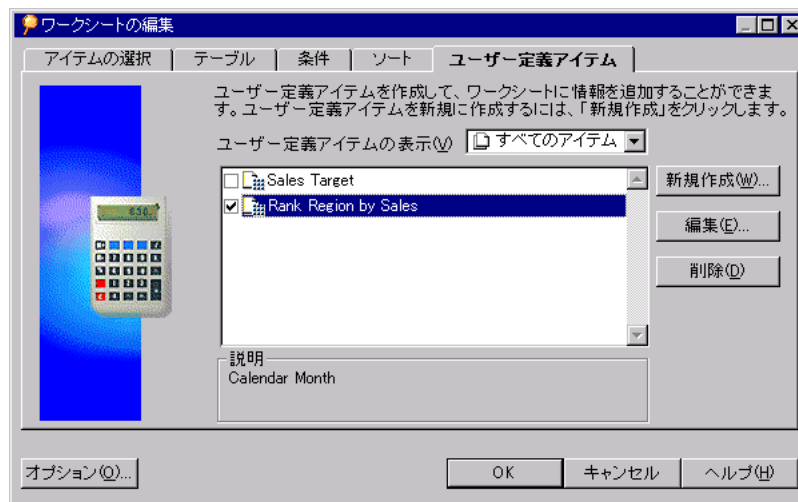 ワークシートの編集
アイテムの選択 テーブル 条件 ソート ユーザー定義アイテム
ユーザー定義アイテムを作成して、ワークシートに情報を追加することができま
す。ユーザー定義アイテムを新規に作成するには、「新規作成」をクリックします。
ユーザー定義アイテムの表示(V) すべてのアイテム
Sales Target
Rank Region by Sales
新規作成(W)...
編集(E)...
削除(D)
説明
Calendar Month
オプション(O)... OK キャンセル ヘルプ(H)